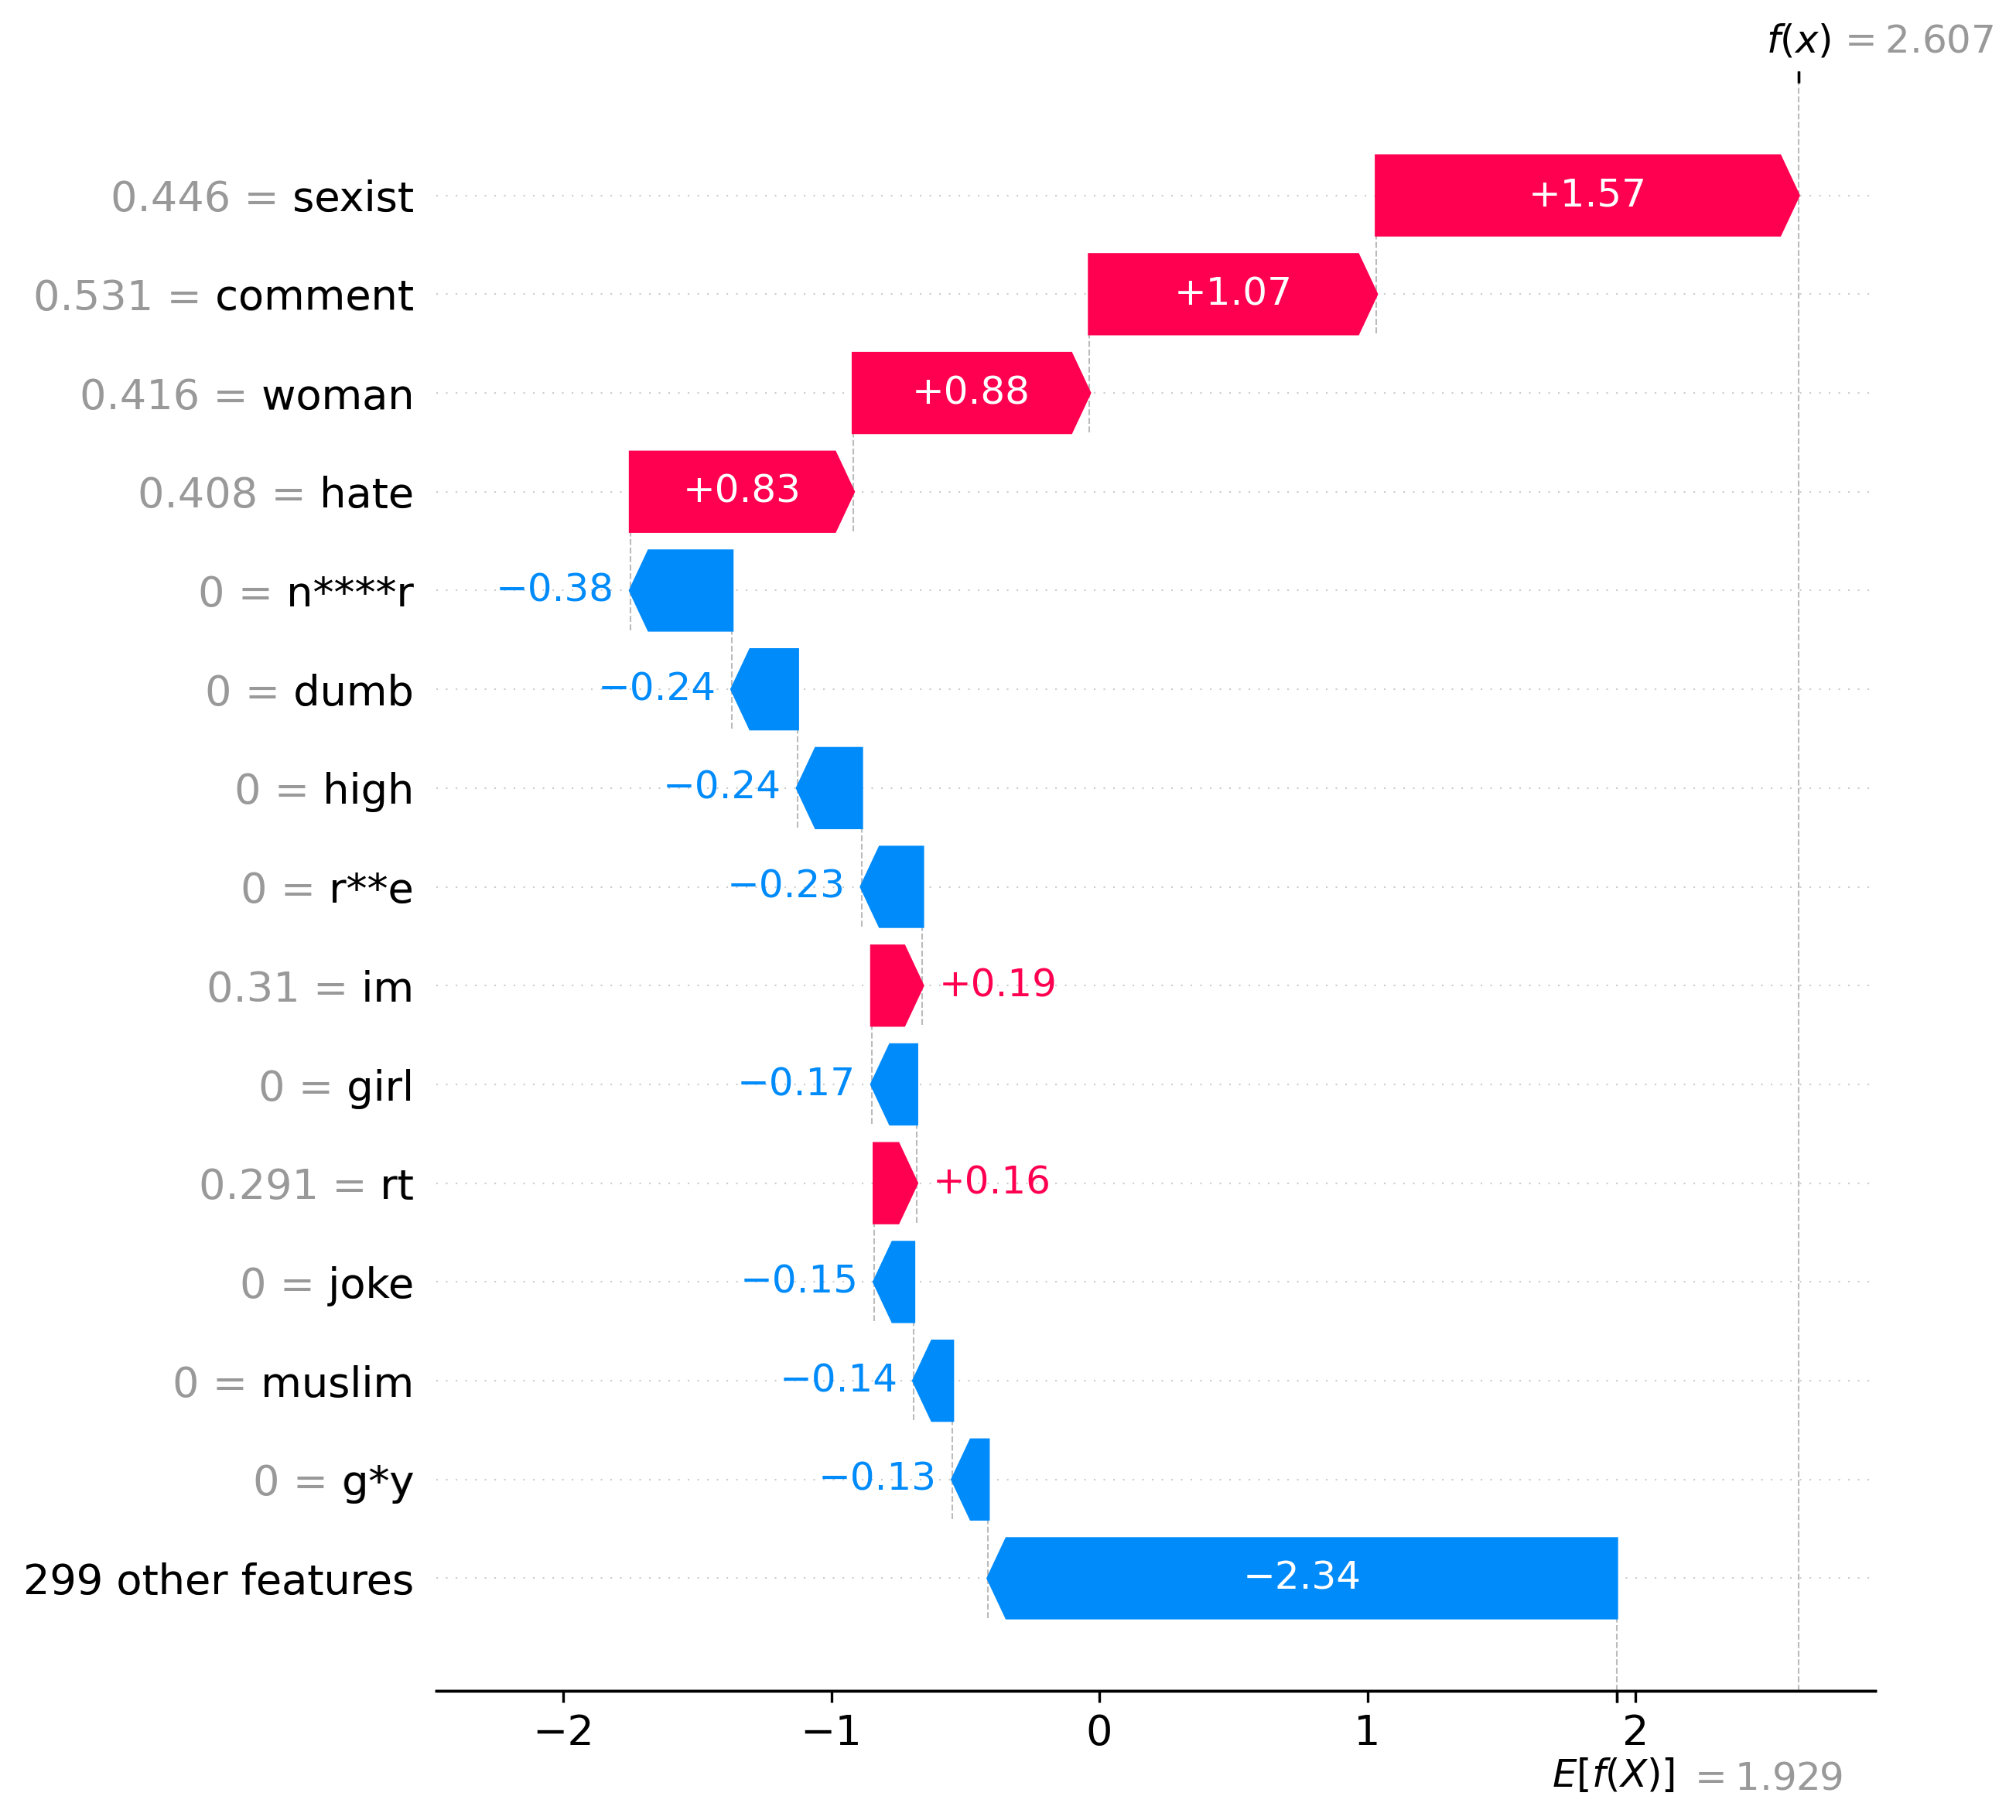 f(x) = 2.607
0.446 = sexist +1.57
0.531 = comment +1.07
0.416 = woman +0.88
0.408 = hate +0.83
0 = n****r −0.38
0 = dumb −0.24
0 = high −0.24
0 = r**e −0.23
0.31 = im +0.19
0 = girl −0.17
0.291 = rt +0.16
0 = joke −0.15
0 = muslim −0.14
0 = g*y −0.13
299 other features −2.34
−2 −1 0 1 2
E[f(X)] = 1.929